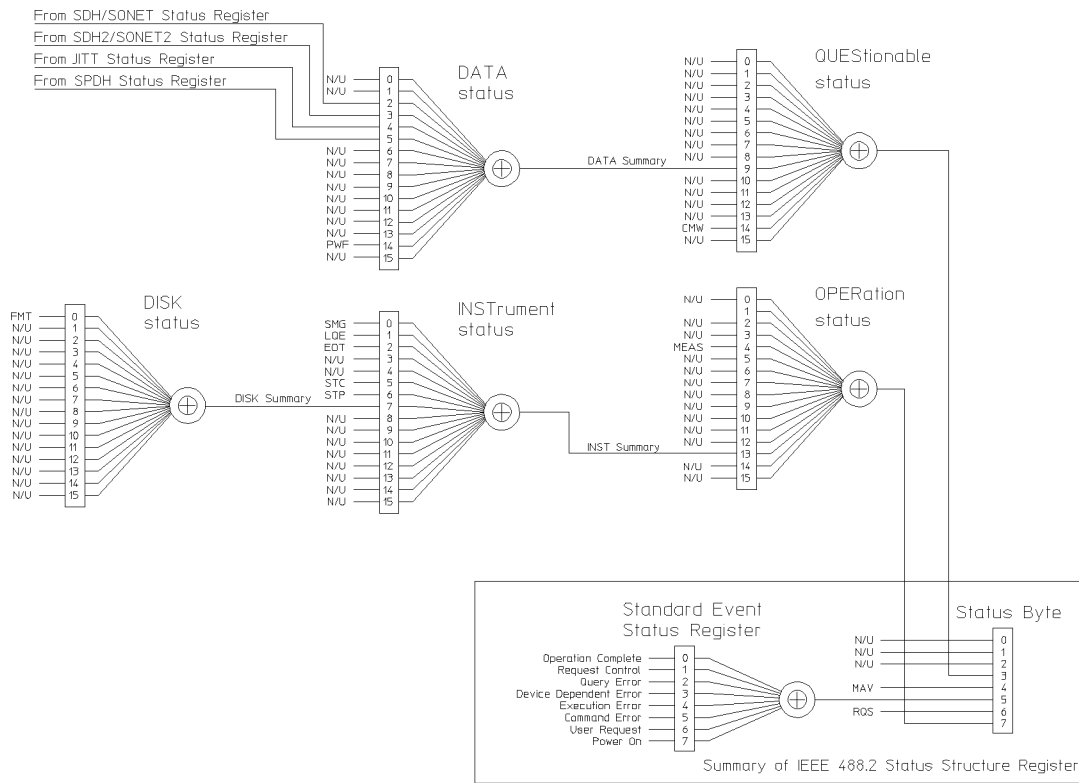 From SDH/SONET Status Register
From SDH2/SONET2 Status Register
From JITT Status Register
From SPDH Status Register
DATA
status
N/U 0
N/U 1
2
3
4
5
N/U 6
N/U 7
N/U 8
N/U 9
N/U 10
N/U 11
N/U 12
N/U 13
PWF 14
N/U 15
DATA Summary
QUEStionable
status
N/U 0
N/U 1
N/U 2
N/U 3
N/U 4
N/U 5
N/U 6
N/U 7
N/U 8
9
N/U 10
N/U 11
N/U 12
N/U 13
CMW 14
N/U 15
DISK
status
FMT 0
N/U 1
N/U 2
N/U 3
N/U 4
N/U 5
N/U 6
N/U 7
N/U 8
N/U 9
N/U 10
N/U 11
N/U 12
N/U 13
N/U 14
N/U 15
DISK Summary
INSTrument
status
SMG 0
LOE 1
EOT 2
N/U 3
N/U 4
STC 5
STP 6
7
N/U 8
N/U 9
N/U 10
N/U 11
N/U 12
N/U 13
N/U 14
N/U 15
INST Summary
OPERation
status
N/U 0
1
N/U 2
N/U 3
MEAS 4
N/U 5
N/U 6
N/U 7
N/U 8
N/U 9
N/U 10
N/U 11
N/U 12
13
N/U 14
N/U 15
Standard Event
Status Register
Operation Complete 0
Request Control 1
Query Error 2
Device Dependent Error 3
Execution Error 4
Command Error 5
User Request 6
Power On 7
Status Byte
N/U 0
N/U 1
N/U 2
3
MAV 4
5
RQS 6
7
Summary of IEEE 488.2 Status Structure Register